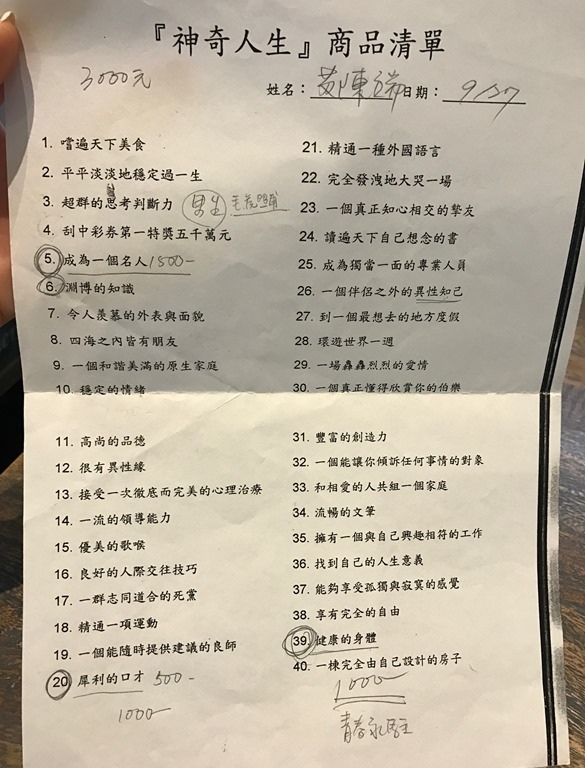 『神奇人生』商品清單
3000元
姓名： 日期：9/27
1. 嚐遍天下美食
2. 平平淡淡地穩定過一生
3. 超群的思考判斷力 男生
4. 刮中彩券第一特獎五千萬元
5. 成為一個名人 1500-
6. 淵博的知識
7. 令人羨慕的外表與面貌
8. 四海之內皆有朋友
9. 一個和諧美滿的原生家庭
10. 穩定的情緒
11. 高尚的品德
12. 很有異性緣
13. 接受一次徹底而完美的心理治療
14. 一流的領導能力
15. 優美的歌喉
16. 良好的人際交往技巧
17. 一群志同道合的死黨
18. 精通一項運動
19. 一個能隨時提供建議的良師
20. 犀利的口才 500-
1000-
21. 精通一種外國語言
22. 完全發洩地大哭一場
23. 一個真正知心相交的摯友
24. 讀遍天下自己想念的書
25. 成為獨當一面的專業人員
26. 一個伴侶之外的異性知己
27. 到一個最想去的地方度假
28. 環遊世界一週
29. 一場轟轟烈烈的愛情
30. 一個真正懂得欣賞你的伯樂
31. 豐富的創造力
32. 一個能讓你傾訴任何事情的對象
33. 和相愛的人共組一個家庭
34. 流暢的文筆
35. 擁有一個與自己興趣相符的工作
36. 找到自己的人生意義
37. 能夠享受孤獨與寂寞的感覺
38. 享有完全的自由
39. 健康的身體
40. 一棟完全由自己設計的房子
1000-
青春永駐